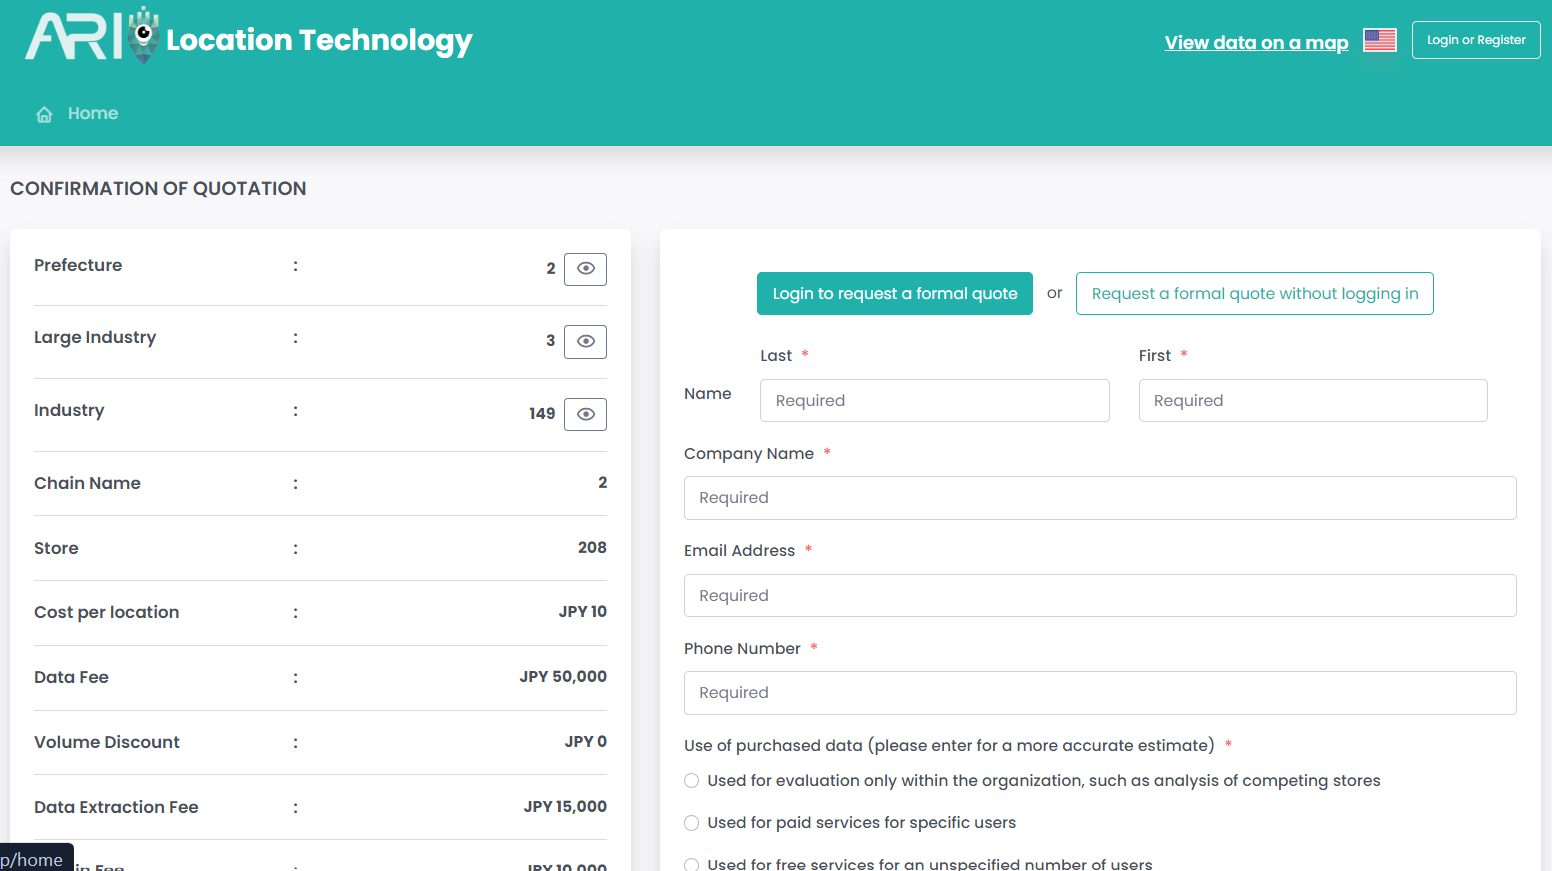 ARI Location Technology
View data on a map
Login or Register
Home
CONFIRMATION OF QUOTATION
Prefecture : 2
Large Industry : 3
Industry : 149
Chain Name : 2
Store : 208
Cost per location : JPY 10
Data Fee : JPY 50,000
Volume Discount : JPY 0
Data Extraction Fee : JPY 15,000
in Fee : JPY 10,000
p/home
Login to request a formal quote or Request a formal quote without logging in
Last *
First *
Name
Required
Required
Company Name *
Required
Email Address *
Required
Phone Number *
Required
Use of purchased data (please enter for a more accurate estimate) *
Used for evaluation only within the organization, such as analysis of competing stores
Used for paid services for specific users
Used for free services for an unspecified number of users